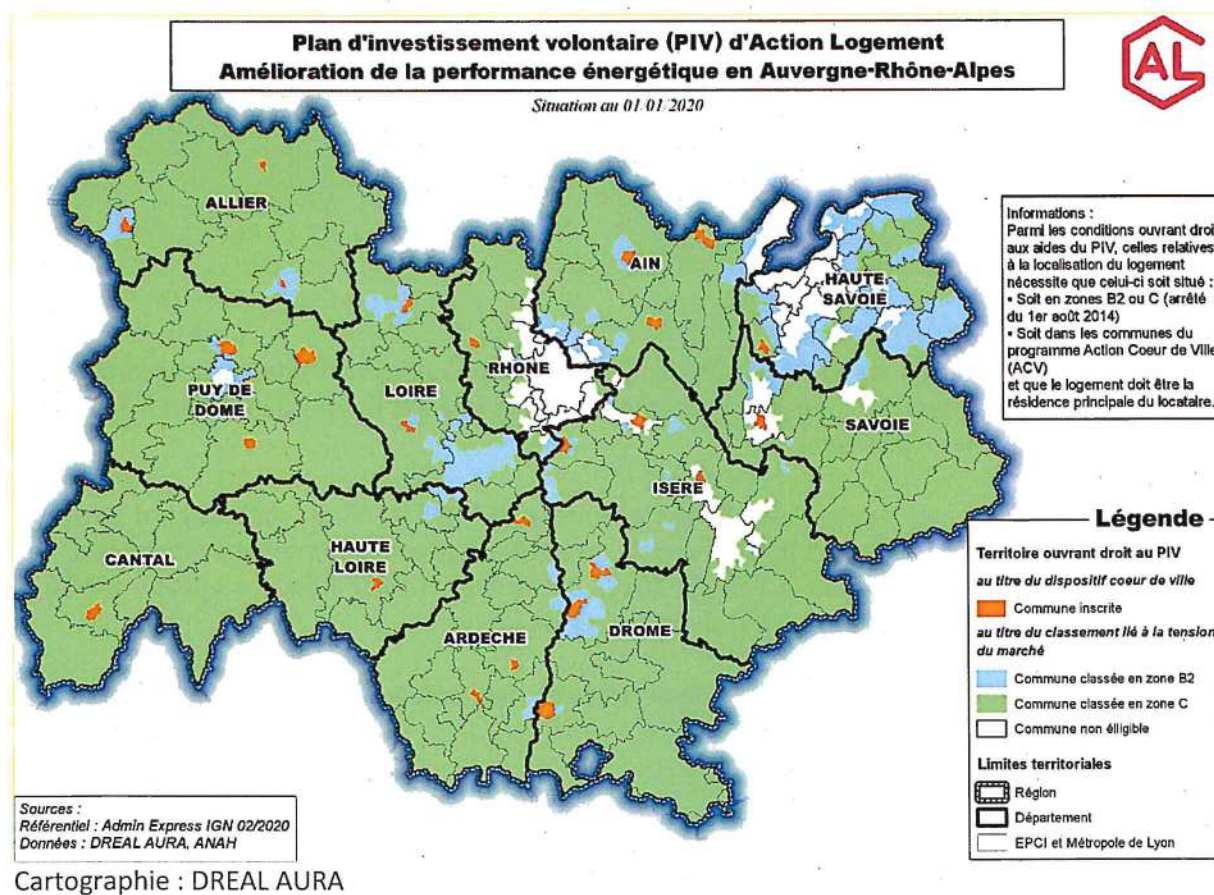 Plan d'investissement volontaire (PIV) d'Action Logement
Amélioration de la performance énergétique en Auvergne-Rhône-Alpes
AL
Situation au 01/01/2020
ALLIER
AIN
HAUTE
SAVOIE
RHONE
PUY DE
DOME
LOIRE
SAVOIE
ISERE
CANTAL
HAUTE
LOIRE
ARDECHE
DROME
Informations :
Parmi les conditions ouvrant droit
aux aides du PIV, celles relatives
à la localisation du logement
nécessite que celui-ci soit situé :
• Soit en zones B2 ou C (arrêté
du 1er août 2014)
• Soit dans les communes du
programme Action Coeur de Ville
(ACV)
et que le logement doit être la
résidence principale du locataire.
Légende
Territoire ouvrant droit au PIV
au titre du dispositif coeur de ville
Commune inscrite
au titre du classement lié à la tension
du marché
Commune classée en zone B2
Commune classée en zone C
Commune non élligible
Limites territoriales
Région
Département
EPCI et Métropole de Lyon
Sources :
Référentiel : Admin Express IGN 02/2020
Données : DREAL AURA, ANAH
Cartographie : DREAL AURA